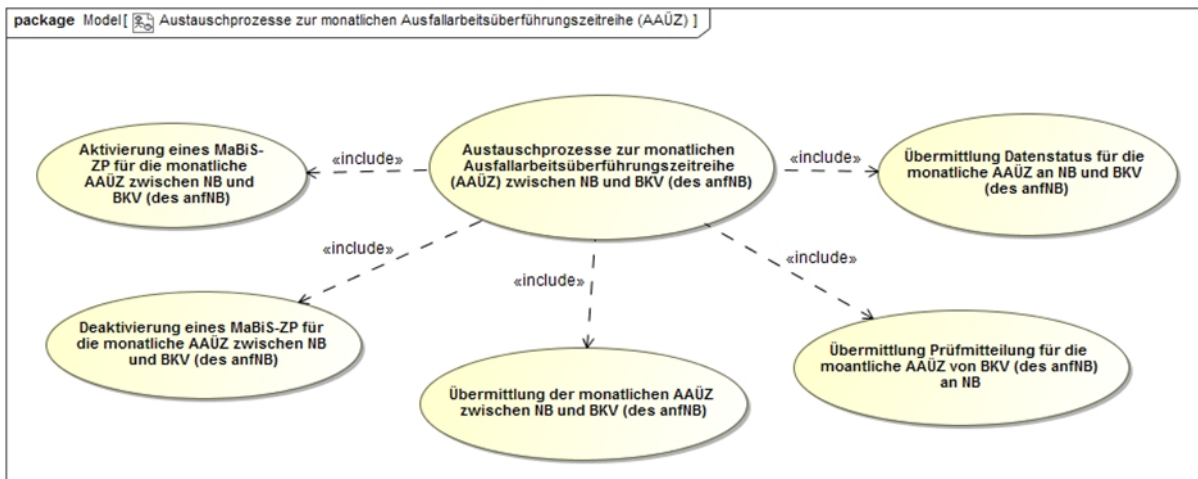 package Model[ Austauschprozesse zur monatlichen Ausfallarbeitsüberführungszeitreihe (AAÜZ) ]
Aktivierung eines MaBiS-
ZP für die monatliche
AAÜZ zwischen NB und
BKV (des anfNB)
«include»
Austauschprozesse zur monatlichen
Ausfallarbeitsüberführungszeitreihe
(AAÜZ) zwischen NB und BKV (des anfNB)
«include»
Übermittlung Datenstatus für die
monatliche AAÜZ an NB und BKV
(des anfNB)
«include»
«include»
«include»
Deaktivierung eines MaBiS-ZP für
die monatliche AAÜZ zwischen NB
und BKV (des anfNB)
Übermittlung der monatlichen AAÜZ
zwischen NB und BKV (des anfNB)
Übermittlung Prüfmitteilung für die
moantliche AAÜZ von BKV (des anfNB)
an NB